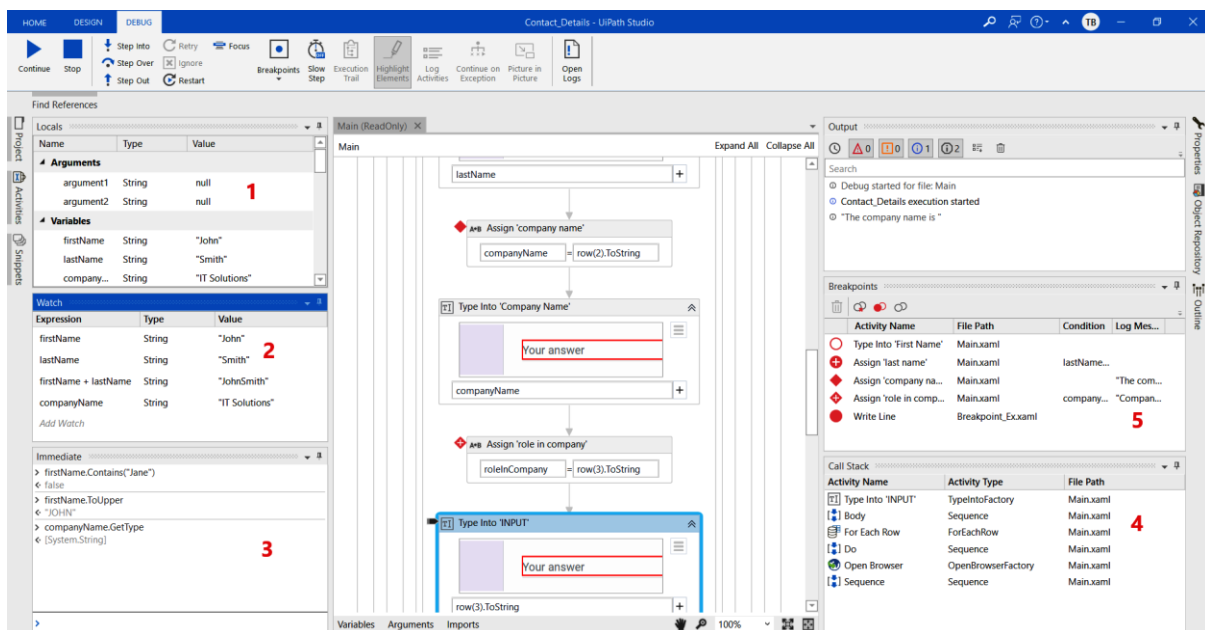 HOME DESIGN DEBUG Contact_Details - UiPath Studio TB
Continue Stop Step Into Step Over Step Out Retry Ignore Restart Focus Breakpoints Slow Step Execution Trail Highlight Elements Log Activities Continue on Exception Picture in Picture Open Logs
Find References
Project
Activities
Snippets
Locals
Name Type Value
Arguments
argument1 String null
argument2 String null
1
Variables
firstName String "John"
lastName String "Smith"
company... String "IT Solutions"
Watch
Expression Type Value
firstName String "John"
lastName String "Smith"
2
firstName + lastName String "JohnSmith"
companyName String "IT Solutions"
Add Watch
Immediate
> firstName.Contains("Jane")
false
> firstName.ToUpper
"JOHN"
> companyName.GetType
[System.String]
3
>
Main (ReadOnly)
Main Expand All Collapse All
lastName +
A*B Assign 'company name'
companyName = row(2).ToString
TI Type Into 'Company Name'
Your answer
companyName +
A*B Assign 'role in company'
roleInCompany = row(3).ToString
TI Type Into 'INPUT'
Your answer
row(3).ToString +
Variables Arguments Imports 100%
Output
0 0 1 2
Search
Debug started for file: Main
Contact_Details execution started
"The company name is "
Breakpoints
Activity Name File Path Condition Log Mes...
Type Into 'First Name' Main.xaml
Assign 'last name' Main.xaml lastName...
Assign 'company na... Main.xaml "The com...
Assign 'role in comp... Main.xaml company... "Compan...
Write Line Breakpoint_Ex.xaml
5
Call Stack
Activity Name Activity Type File Path
TI Type Into 'INPUT' TypeIntoFactory Main.xaml
Body Sequence Main.xaml
For Each Row ForEachRow Main.xaml
4
Do Sequence Main.xaml
Open Browser OpenBrowserFactory Main.xaml
Sequence Sequence Main.xaml
Properties
Object Repository
Outline